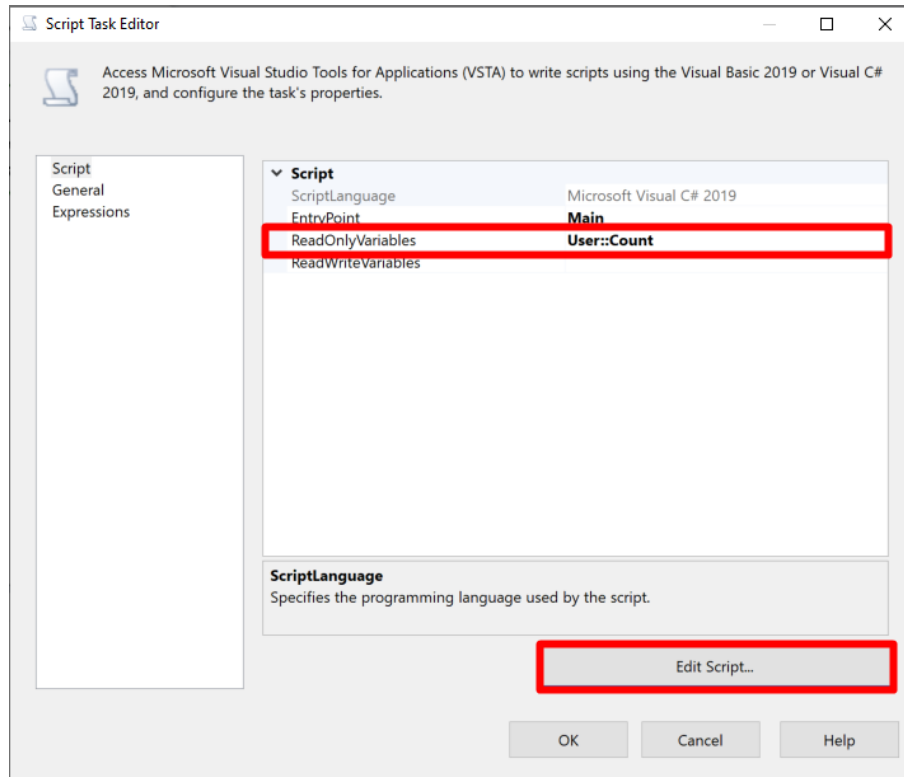 Script Task Editor
Access Microsoft Visual Studio Tools for Applications (VSTA) to write scripts using the Visual Basic 2019 or Visual C#
2019, and configure the task's properties.
Script
General
Expressions
Script
ScriptLanguage Microsoft Visual C# 2019
EntryPoint Main
ReadOnlyVariables User::Count
ReadWriteVariables
ScriptLanguage
Specifies the programming language used by the script.
Edit Script...
OK Cancel Help